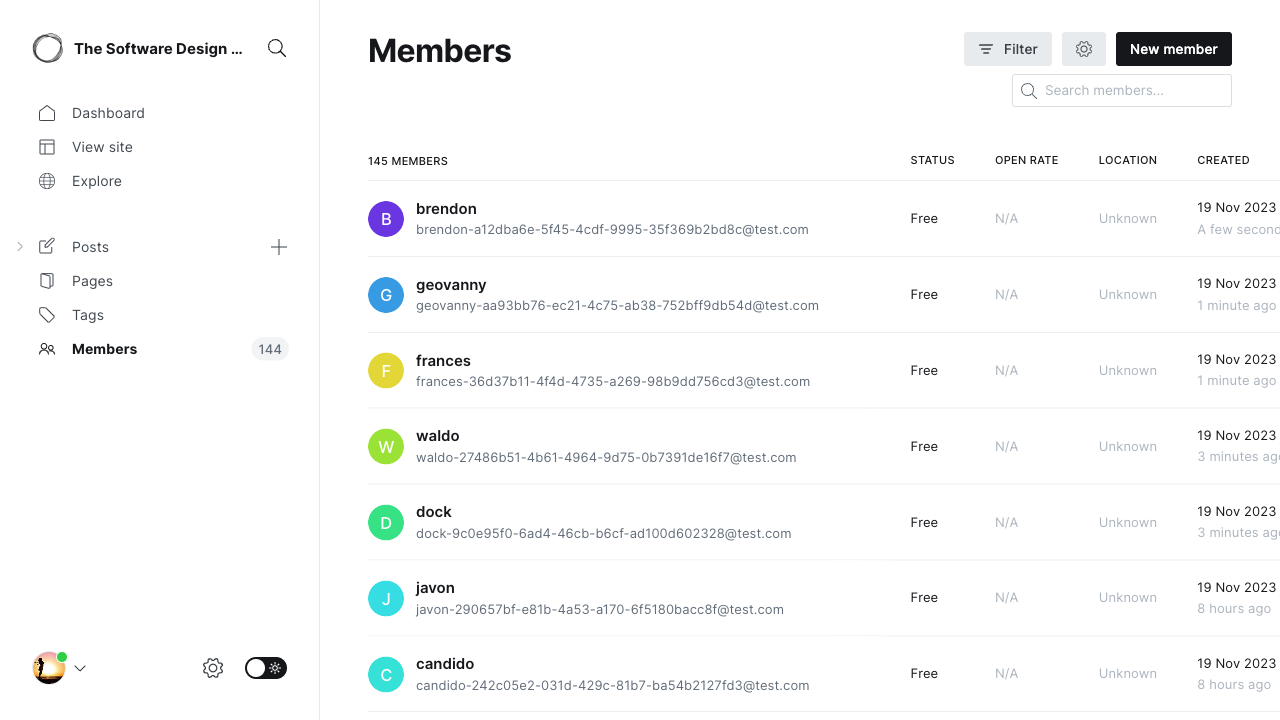 The Software Design ...
Dashboard
View site
Explore
Posts
Pages
Tags
Members 144
Members
Filter
New member
Search members...
145 MEMBERS STATUS OPEN RATE LOCATION CREATED
B brendon 19 Nov 2023
brendon-a12dba6e-5f45-4cdf-9995-35f369b2bd8c@test.com Free N/A Unknown A few second
G geovanny 19 Nov 2023
geovanny-aa93bb76-ec21-4c75-ab38-752bff9db54d@test.com Free N/A Unknown 1 minute ago
F frances 19 Nov 2023
frances-36d37b11-4f4d-4735-a269-98b9dd756cd3@test.com Free N/A Unknown 1 minute ago
W waldo 19 Nov 2023
waldo-27486b51-4b61-4964-9d75-0b7391de16f7@test.com Free N/A Unknown 3 minutes ago
D dock 19 Nov 2023
dock-9c0e95f0-6ad4-46cb-b6cf-ad100d602328@test.com Free N/A Unknown 3 minutes ago
J javon 19 Nov 2023
javon-290657bf-e81b-4a53-a170-6f5180bacc8f@test.com Free N/A Unknown 8 hours ago
C candido 19 Nov 2023
candido-242c05e2-031d-429c-81b7-ba54b2127fd3@test.com Free N/A Unknown 8 hours ago